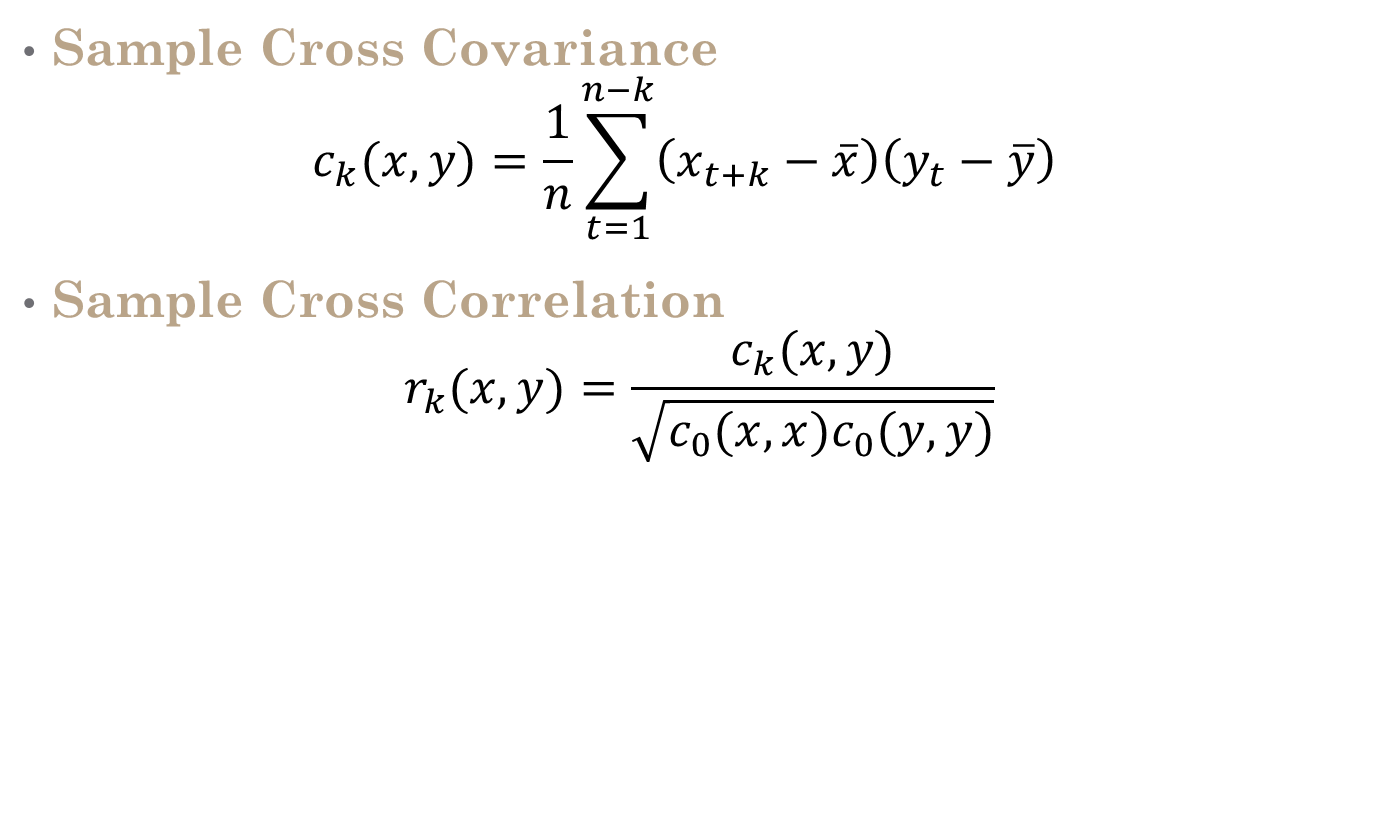 • Sample Cross Covariance
$c_k(x, y) = \frac{1}{n} \sum_{t=1}^{n-k} (x_{t+k} - \bar{x})(y_t - \bar{y})$
• Sample Cross Correlation
$r_k(x, y) = \frac{c_k(x, y)}{\sqrt{c_0(x, x)c_0(y, y)}}$